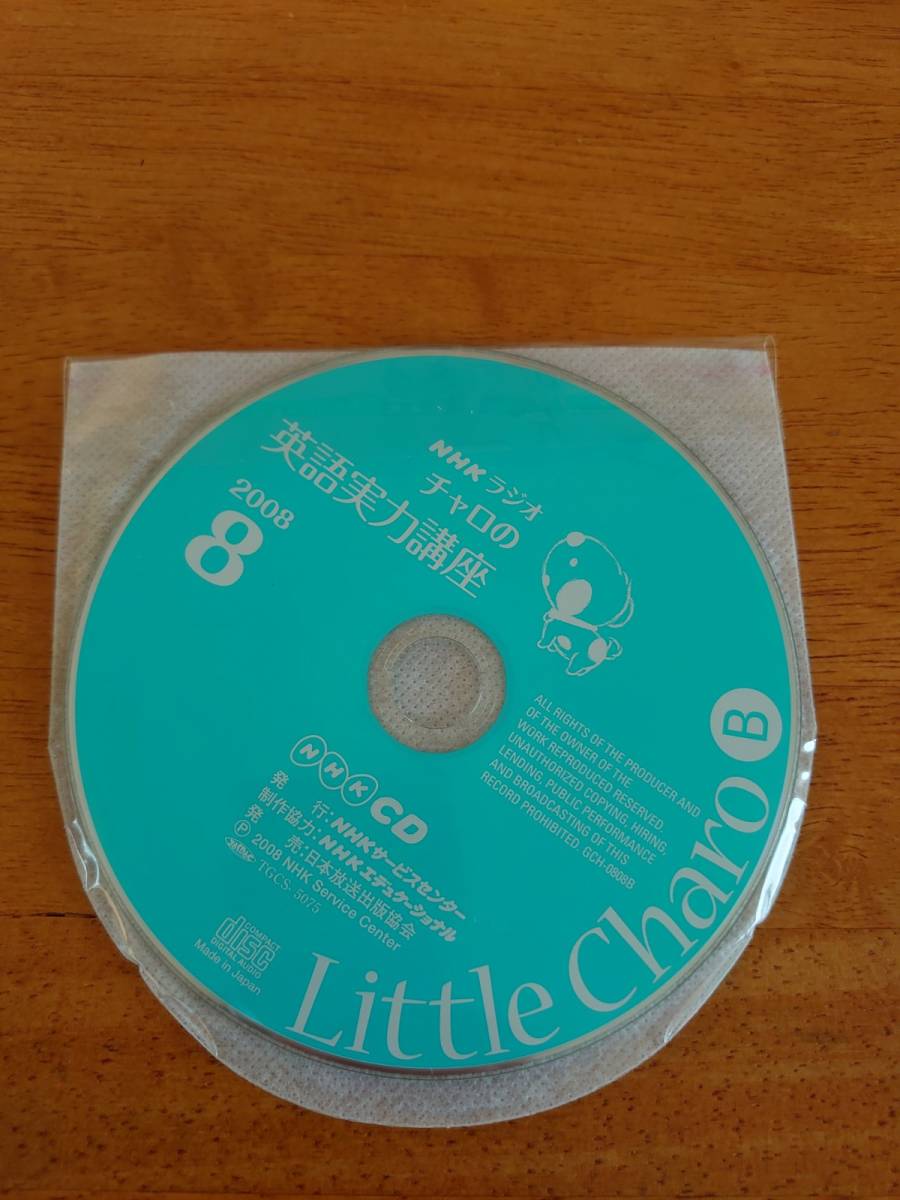 NHK ラジオ
チャロの
英語実力講座
2008
8
B
Little Charo
ALL RIGHTS OF THE PRODUCER AND
OF THE OWNER OF THE
WORK REPRODUCED RESERVED.
UNAUTHORIZED COPYING, HIRING,
LENDING, PUBLIC PERFORMANCE
AND BROADCASTING OF THIS
RECORD PROHIBITED. GCH-0808B
NHK CD
発 行:NHKサービスセンター
制作協力:NHKエデュケーショナル
発 売:日本放送出版協会
Ⓟ 2008 NHK Service Center
TGCS. 5075
COMPACT
disc
DIGITAL AUDIO
Made in Japan